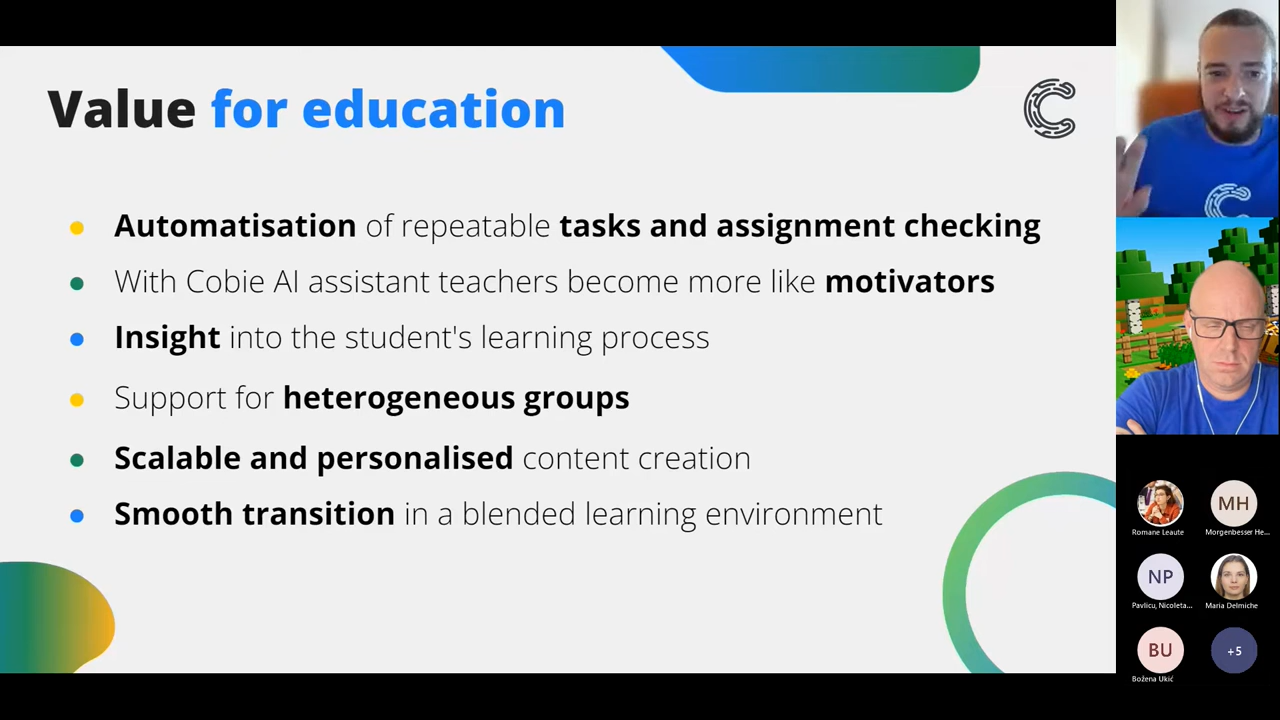 Value for education
Automatisation of repeatable tasks and assignment checking
With Cobie AI assistant teachers become more like motivators
Insight into the student's learning process
Support for heterogeneous groups
Scalable and personalised content creation
Smooth transition in a blended learning environment
Romane Leaute
MH
Morgenbesser He...
NP
Pavlicu, Nicoleta...
Maria Delmiche
BU
Božena Ukić
+5